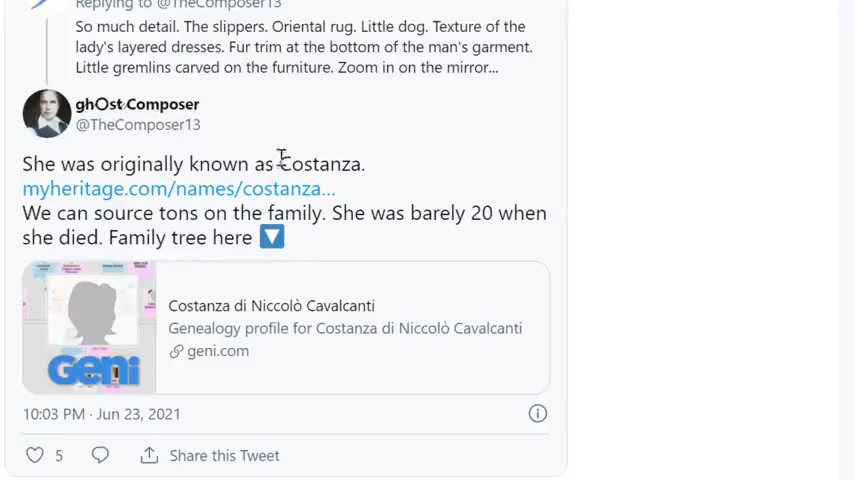 Replying to @TheComposer13
So much detail. The slippers. Oriental rug. Little dog. Texture of the
lady's layered dresses. Fur trim at the bottom of the man's garment.
Little gremlins carved on the furniture. Zoom in on the mirror...
ghOst Composer
@TheComposer13
She was originally known as Costanza.
myheritage.com/names/costanza...
We can source tons on the family. She was barely 20 when
she died. Family tree here
Costanza di Niccolò Cavalcanti
Genealogy profile for Costanza di Niccolò Cavalcanti
geni.com
Geni
10:03 PM · Jun 23, 2021
5
Share this Tweet